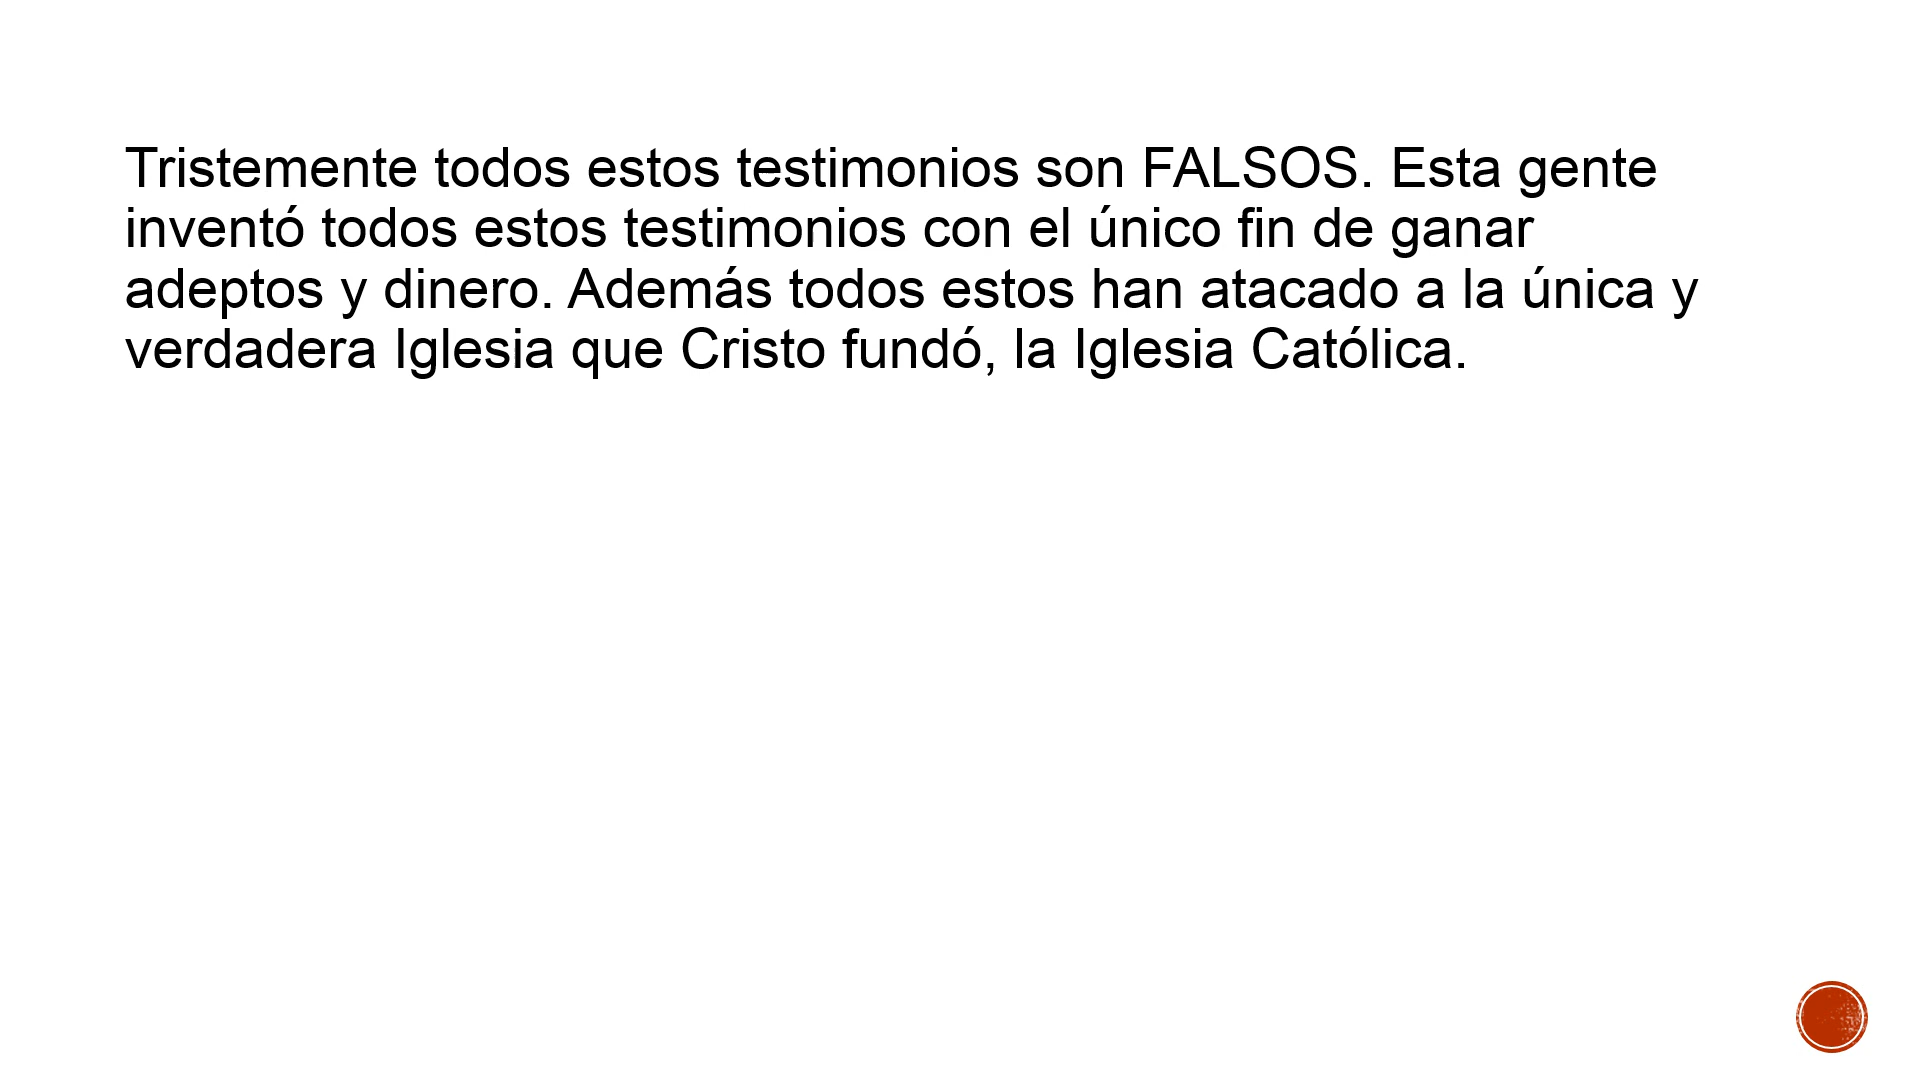 Tristemente todos estos testimonios son FALSOS. Esta gente
inventó todos estos testimonios con el único fin de ganar
adeptos y dinero. Además todos estos han atacado a la única y
verdadera Iglesia que Cristo fundó, la Iglesia Católica.